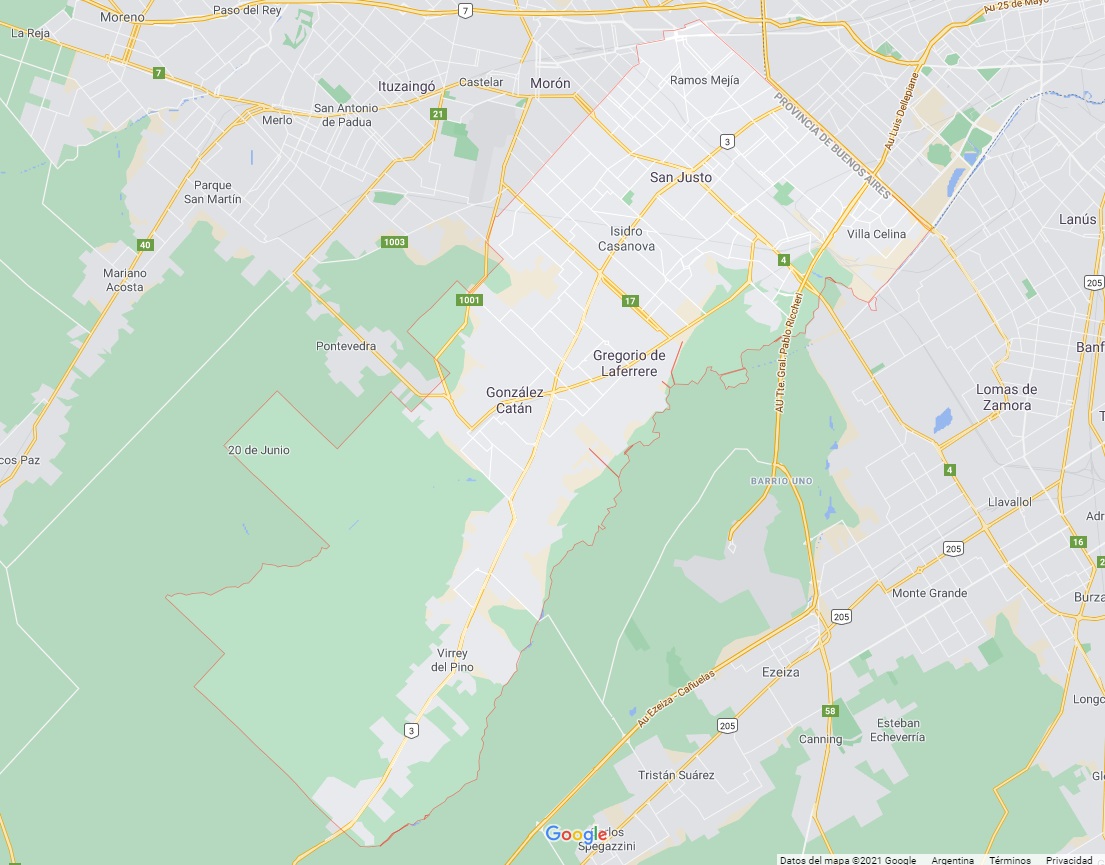 Moreno
Paso del Rey
7
Au 25 de Mayo
La Reja
7
Ituzaingó
Castelar
Morón
Ramos Mejía
San Antonio
de Padua
Merlo
21
PROVINCIA DE BUENOS AIRES
Au Luis Dellepiane
3
San Justo
Parque
San Martín
Lanús
Isidro
Casanova
Villa Celina
40
1003
4
Mariano
Acosta
205
1001
17
AU Tte. Gral. Pablo Riccheri
Pontevedra
Gregorio de
Laferrere
Banf
González
Catán
Lomas de
Zamora
20 de Junio
cos Paz
4
BARRIO UNO
Llavallol
Adr
16
205
2
Monte Grande
Burza
205
Virrey
del Pino
Ezeiza
Au Ezeiza - Cañuelas
Longc
58
3
205
Esteban
Echeverría
Canning
Tristán Suárez
Gl
Google
los
Spegazzini
Datos del mapa ©2021 Google Argentina Términos Privacidad